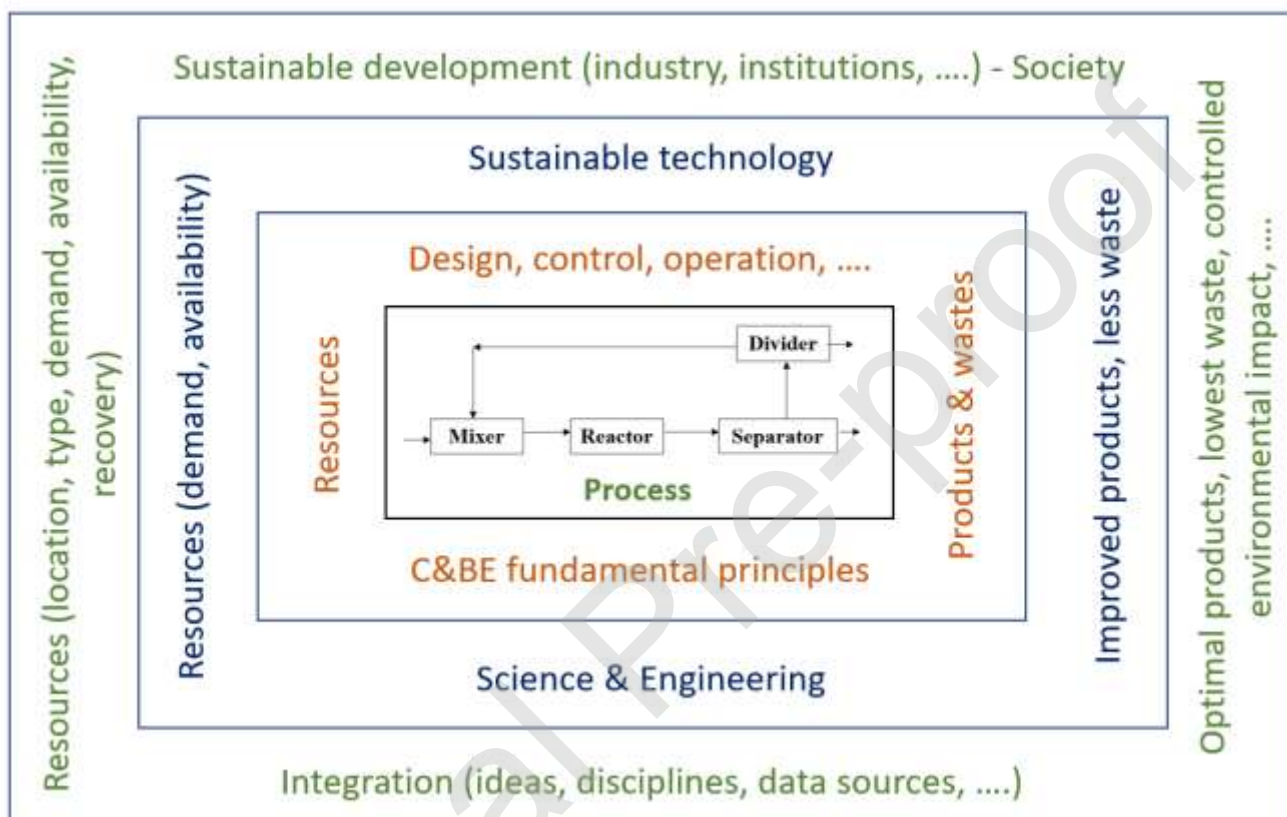 Sustainable development (industry, institutions, ....) - Society
Resources (location, type, demand, availability,
recovery)
Sustainable technology
Resources (demand, availability)
Design, control, operation, ....
Resources
Divider
Mixer
Reactor
Separator
Process
Products & wastes
C&BE fundamental principles
Improved products, less waste
Science & Engineering
Optimal products, lowest waste, controlled
environmental impact, ....
Integration (ideas, disciplines, data sources, ....)
al Pre-proof